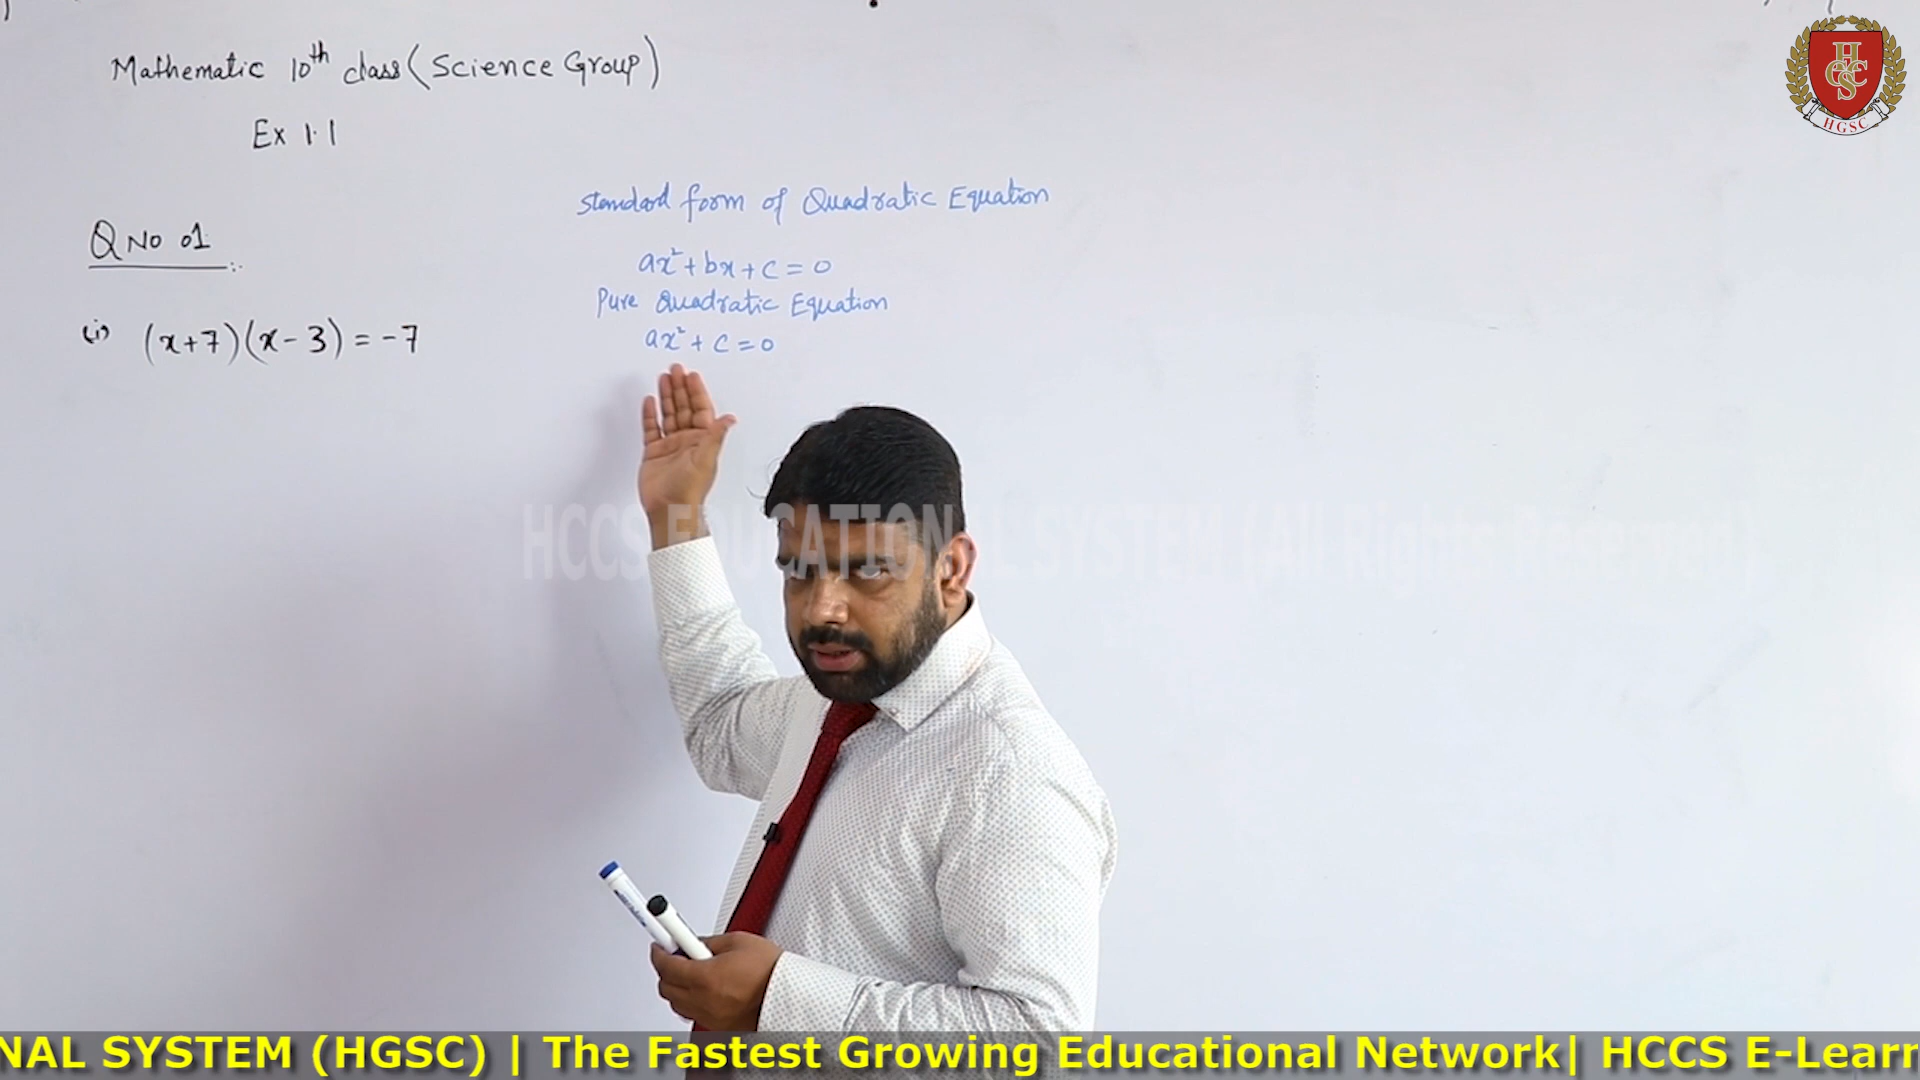 Mathematic 10th class (Science Group)
Ex 1.1
Q No 01
standard form of Quadratic Equation
ax² + bx + c = 0
Pure Quadratic Equation
ax² + c = 0
(i) (x+7)(x-3) = -7
HGSC
HCCS EDUCATIONAL SYSTEM (All Rights Reserved)
NAL SYSTEM (HGSC) | The Fastest Growing Educational Network| HCCS E-Learn